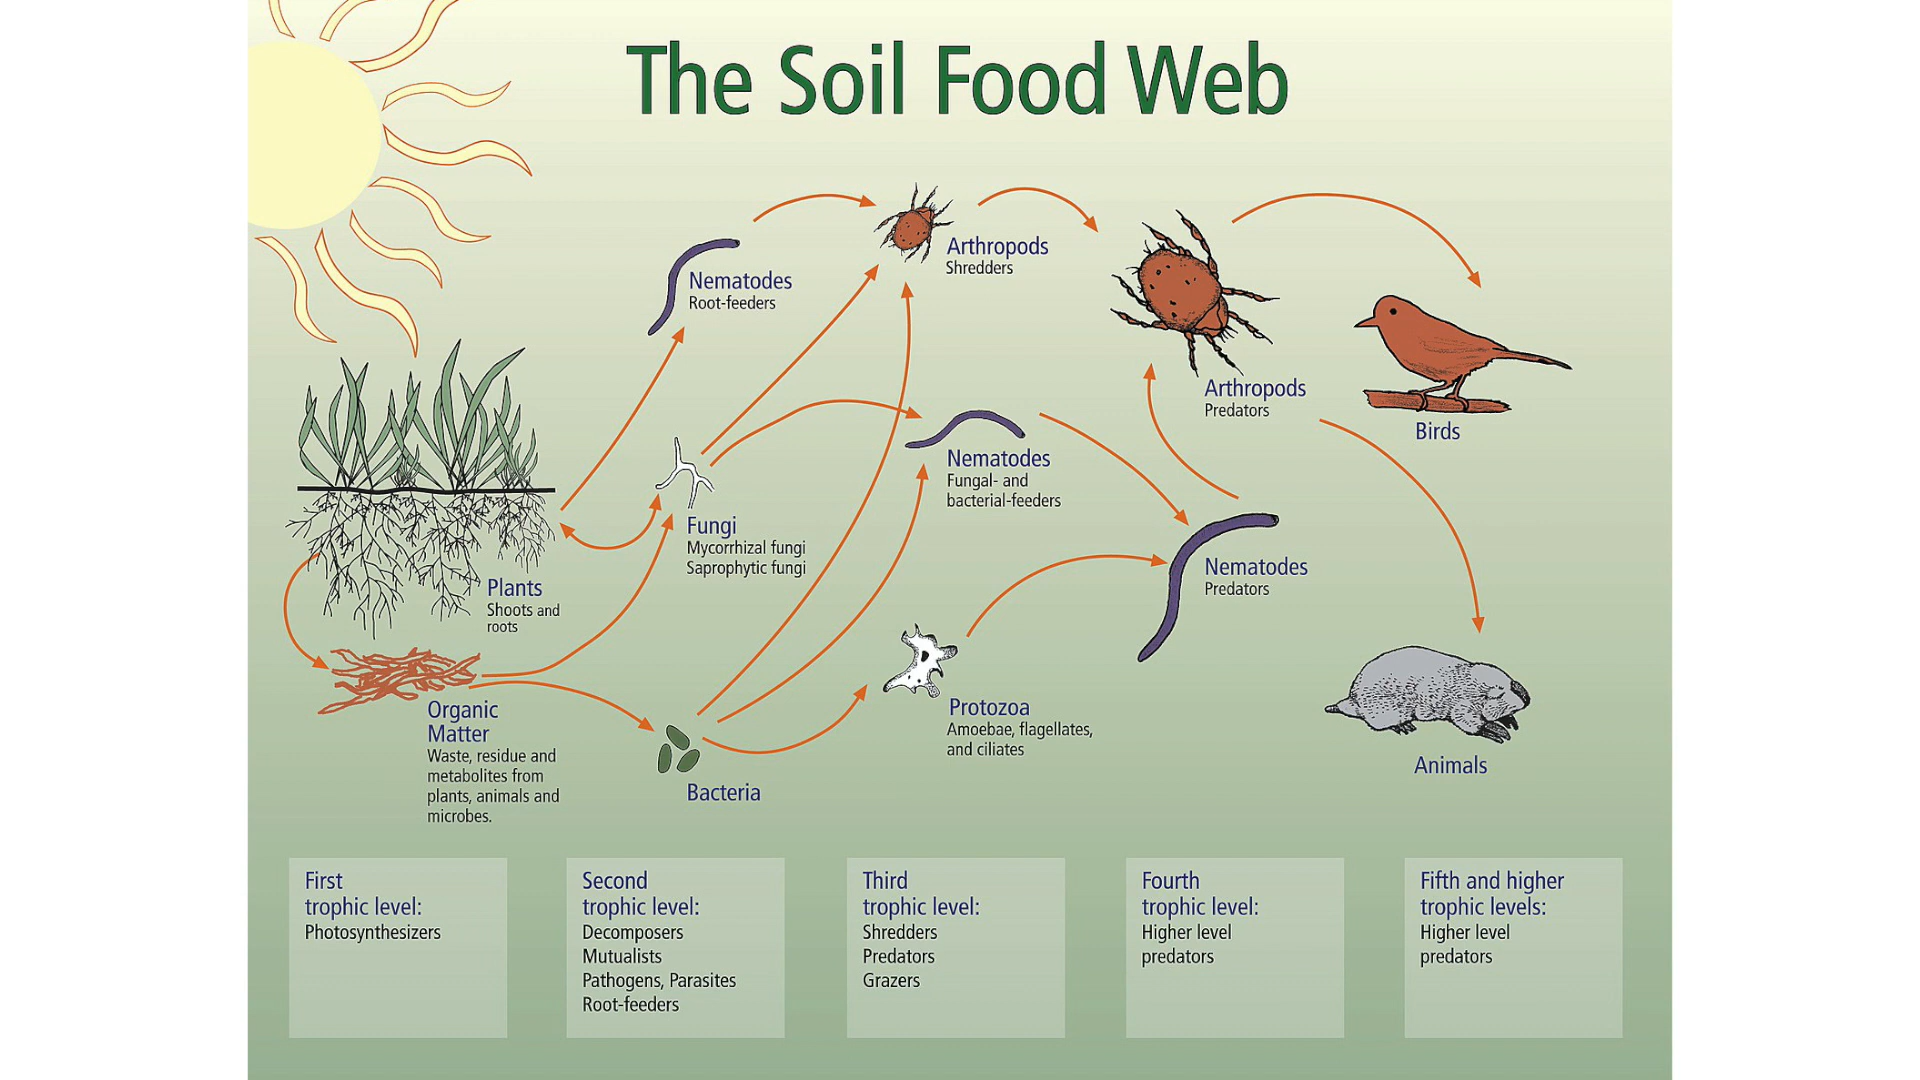 The Soil Food Web
Nematodes
Root-feeders
Arthropods
Shredders
Arthropods
Predators
Birds
Nematodes
Fungal- and
bacterial-feeders
Fungi
Mycorrhizal fungi
Saprophytic fungi
Nematodes
Predators
Plants
Shoots and
roots
Organic
Matter
Waste, residue and
metabolites from
plants, animals and
microbes.
Bacteria
Protozoa
Amoebae, flagellates,
and ciliates
Animals
First
trophic level:
Photosynthesizers
Second
trophic level:
Decomposers
Mutualists
Pathogens, Parasites
Root-feeders
Third
trophic level:
Shredders
Predators
Grazers
Fourth
trophic level:
Higher level
predators
Fifth and higher
trophic levels:
Higher level
predators